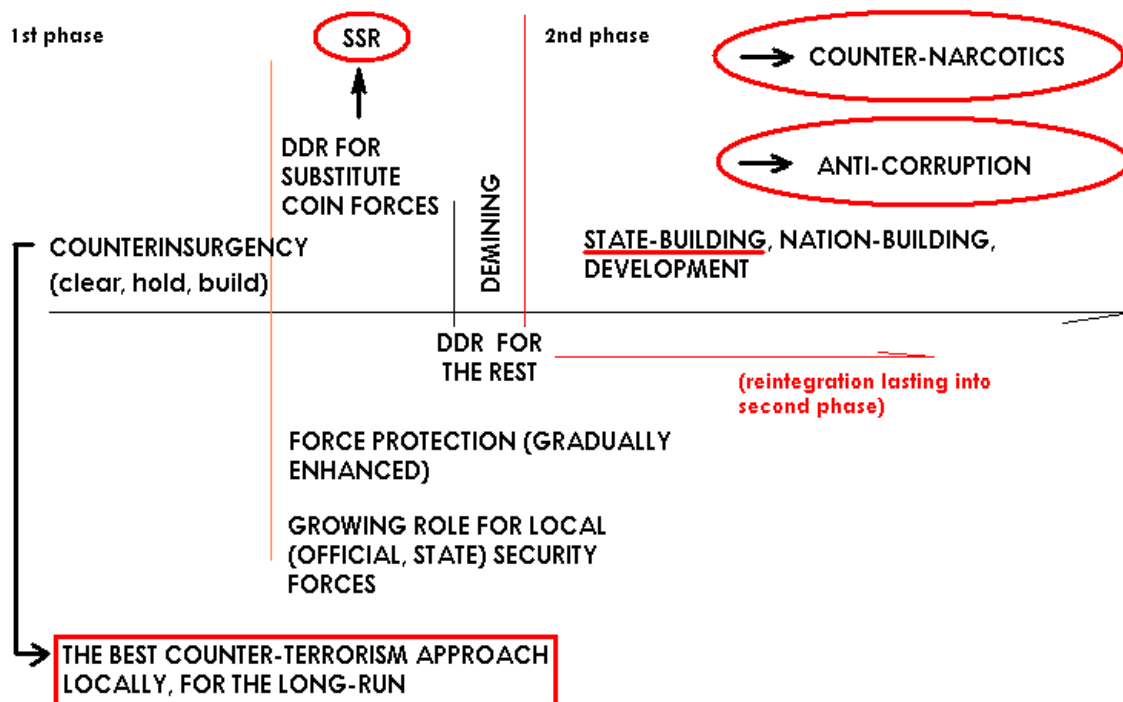 1st phase
SSR
2nd phase
COUNTER-NARCOTICS
DDR FOR
SUBSTITUTE
COIN FORCES
DEMINING
ANTI-CORRUPTION
COUNTERINSURGENCY
(clear, hold, build)
STATE-BUILDING, NATION-BUILDING,
DEVELOPMENT
DDR FOR
THE REST
(reintegration lasting into
second phase)
FORCE PROTECTION (GRADUALLY
ENHANCED)
GROWING ROLE FOR LOCAL
(OFFICIAL, STATE) SECURITY
FORCES
THE BEST COUNTER-TERRORISM APPROACH
LOCALLY, FOR THE LONG-RUN